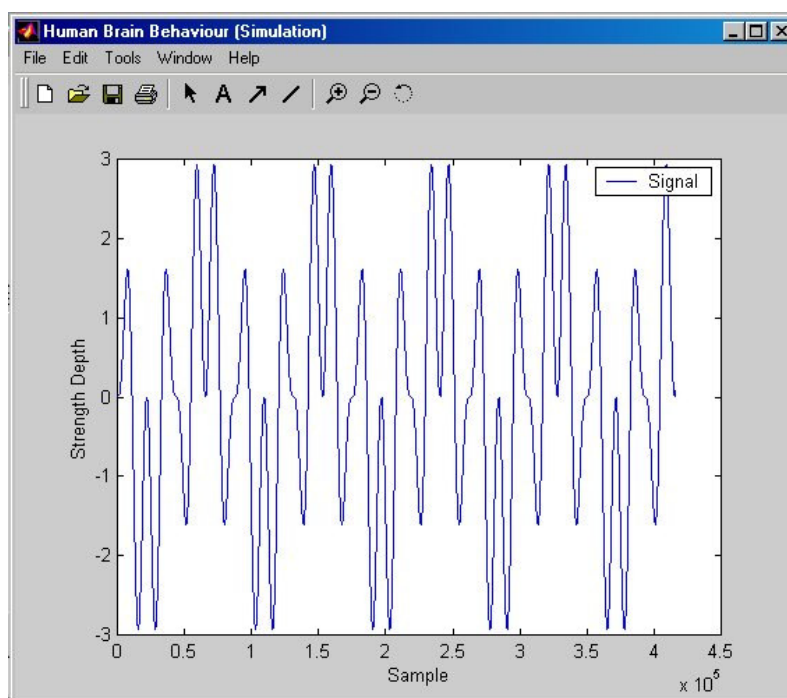 Human Brain Behaviour (Simulation)
File Edit Tools Window Help
A
Signal
3
2
1
0
-1
-2
-3
Strength Depth
0 0.5 1 1.5 2 2.5 3 3.5 4 4.5
Sample
x 10^5